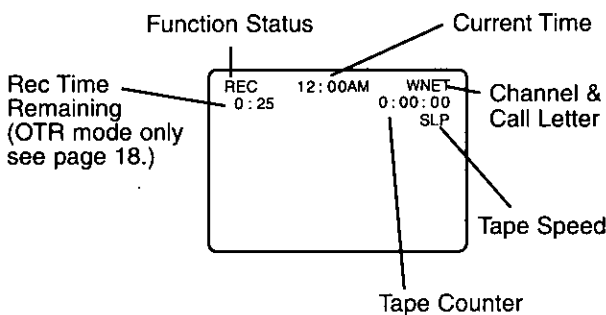 Function Status
Current Time
Rec Time
Remaining
(OTR mode only
see page 18.)
REC 12:00AM WNET
0:25 0:00:00
SLP
Channel &
Call Letter
Tape Speed
Tape Counter